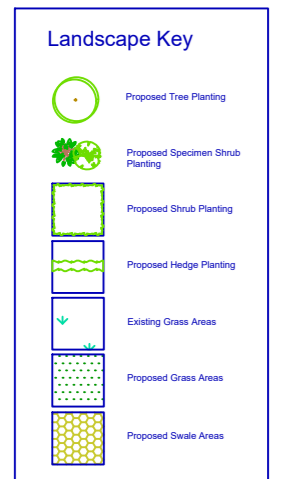 Landscape Key
Proposed Tree Planting
Proposed Specimen Shrub
Planting
Proposed Shrub Planting
Proposed Hedge Planting
Existing Grass Areas
Proposed Grass Areas
Proposed Swale Areas